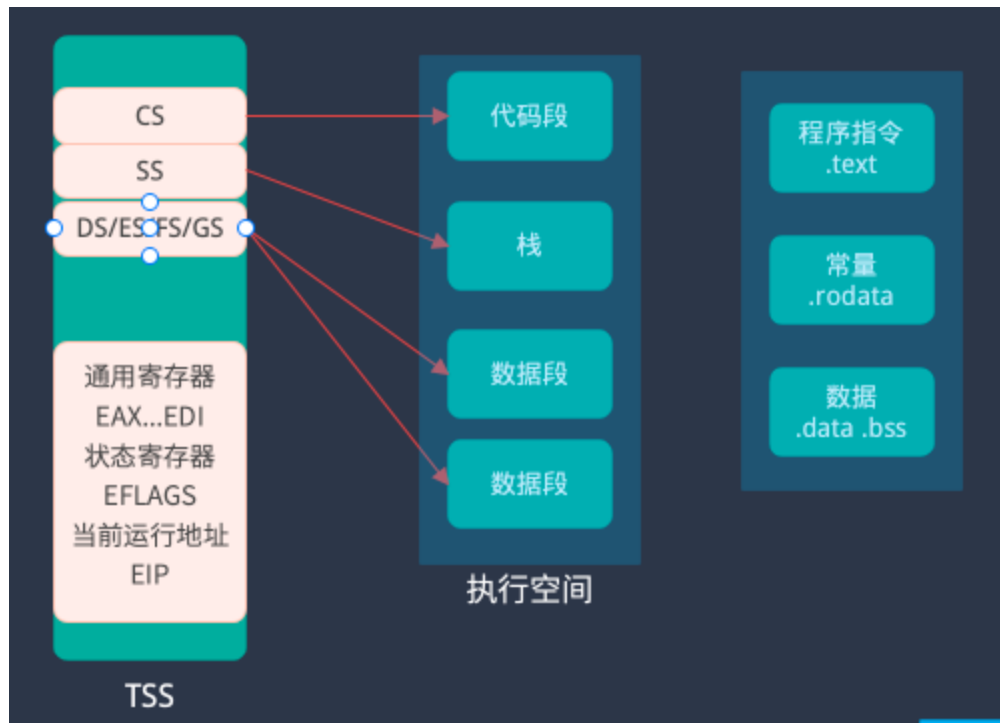 CS
SS
DS/ES/FS/GS
通用寄存器
EAX...EDI
状态寄存器
EFLAGS
当前运行地址
EIP
TSS
代码段
栈
数据段
数据段
执行空间
程序指令
.text
常量
.rodata
数据
.data .bss